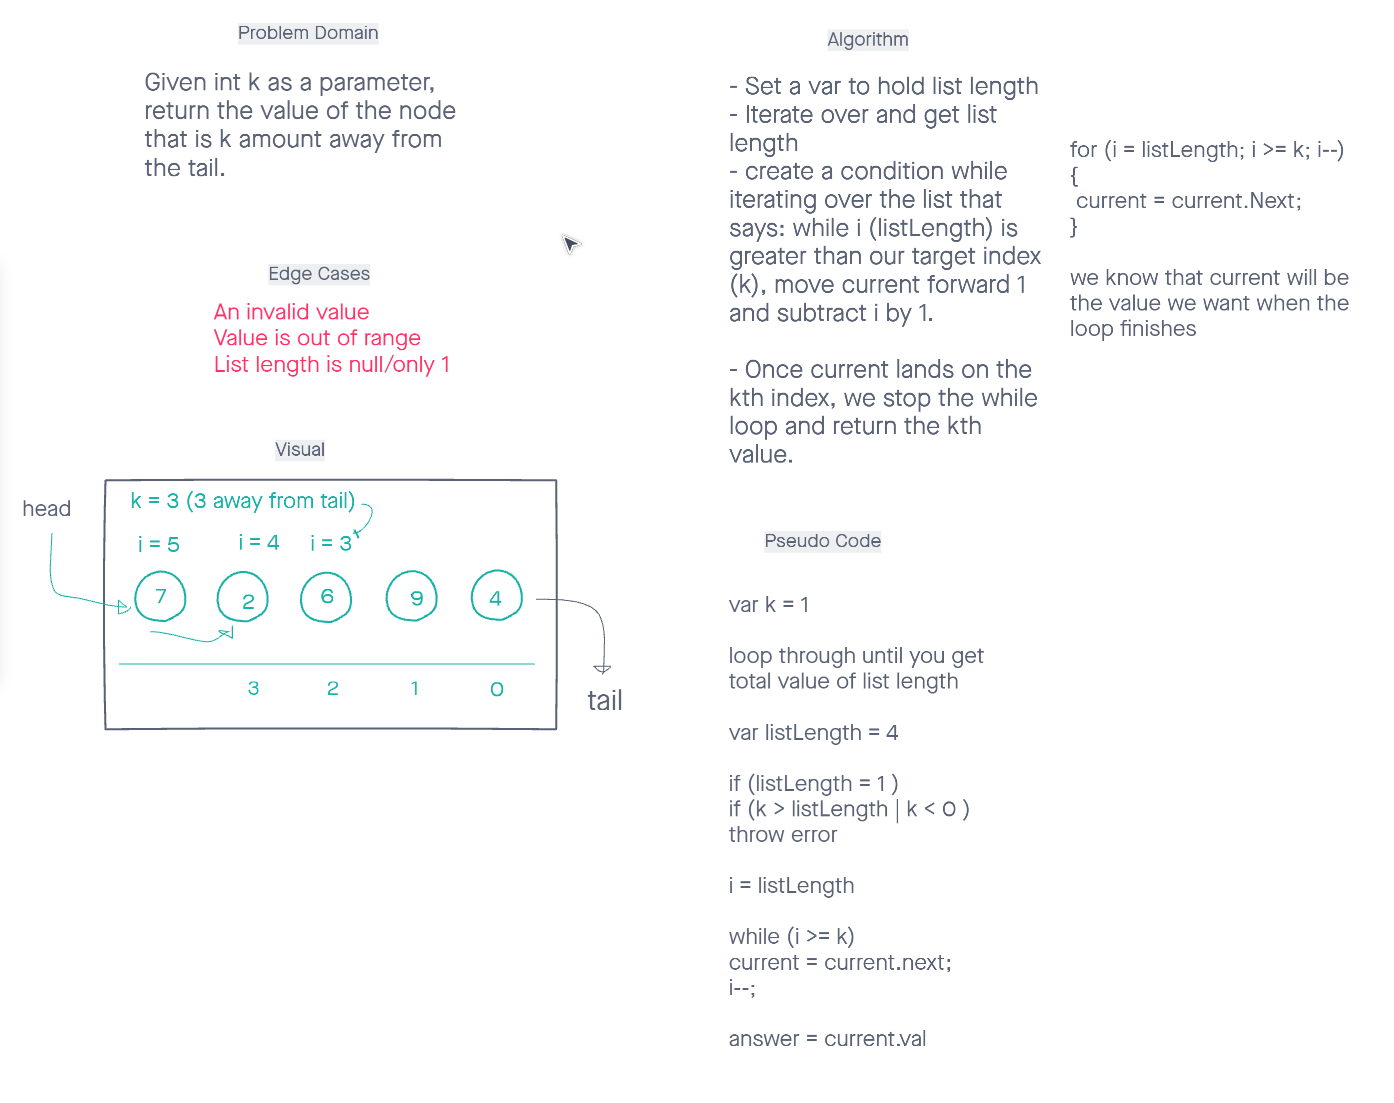 Problem Domain
Given int k as a parameter,
return the value of the node
that is k amount away from
the tail.
Edge Cases
An invalid value
Value is out of range
List length is null/only 1
Visual
head
k = 3 (3 away from tail)
i = 5 i = 4 i = 3
7 2 6 9 4
3 2 1 0
tail
Algorithm
- Set a var to hold list length
- Iterate over and get list
length
- create a condition while
iterating over the list that
says: while i (listLength) is
greater than our target index
(k), move current forward 1
and subtract i by 1.
- Once current lands on the
kth index, we stop the while
loop and return the kth
value.
for (i = listLength; i >= k; i--)
{
current = current.Next;
}
we know that current will be
the value we want when the
loop finishes
Pseudo Code
var k = 1
loop through until you get
total value of list length
var listLength = 4
if (listLength = 1 )
if (k > listLength | k < 0 )
throw error
i = listLength
while (i >= k)
current = current.next;
i--;
answer = current.val